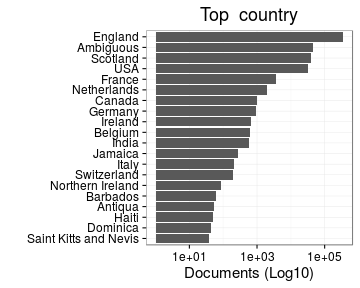 Top country
England
Ambiguous
Scotland
USA
France
Netherlands
Canada
Germany
Ireland
Belgium
India
Jamaica
Italy
Switzerland
Northern Ireland
Barbados
Antiqua
Haiti
Dominica
Saint Kitts and Nevis
1e+01 1e+03 1e+05
Documents (Log10)